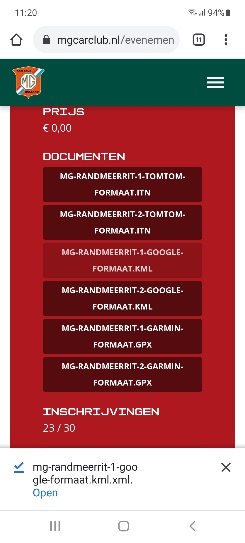 11:20
94%
mgcarclub.nl/evenemen
11
MG
PRIJS
€ 0,00
DOCUMENTEN
MG-RANDMEERRIT-1-TOMTOM-
FORMAAT.ITN
MG-RANDMEERRIT-2-TOMTOM-
FORMAAT.ITN
MG-RANDMEERRIT-1-GOOGLE-
FORMAAT.KML
MG-RANDMEERRIT-2-GOOGLE-
FORMAAT.KML
MG-RANDMEERRIT-1-GARMIN-
FORMAAT.GPX
MG-RANDMEERRIT-2-GARMIN-
FORMAAT.GPX
INSCHRIJVINGEN
23 / 30
mg-randmeerrit-1-goo
gle-formaat.kml.xml.
Open